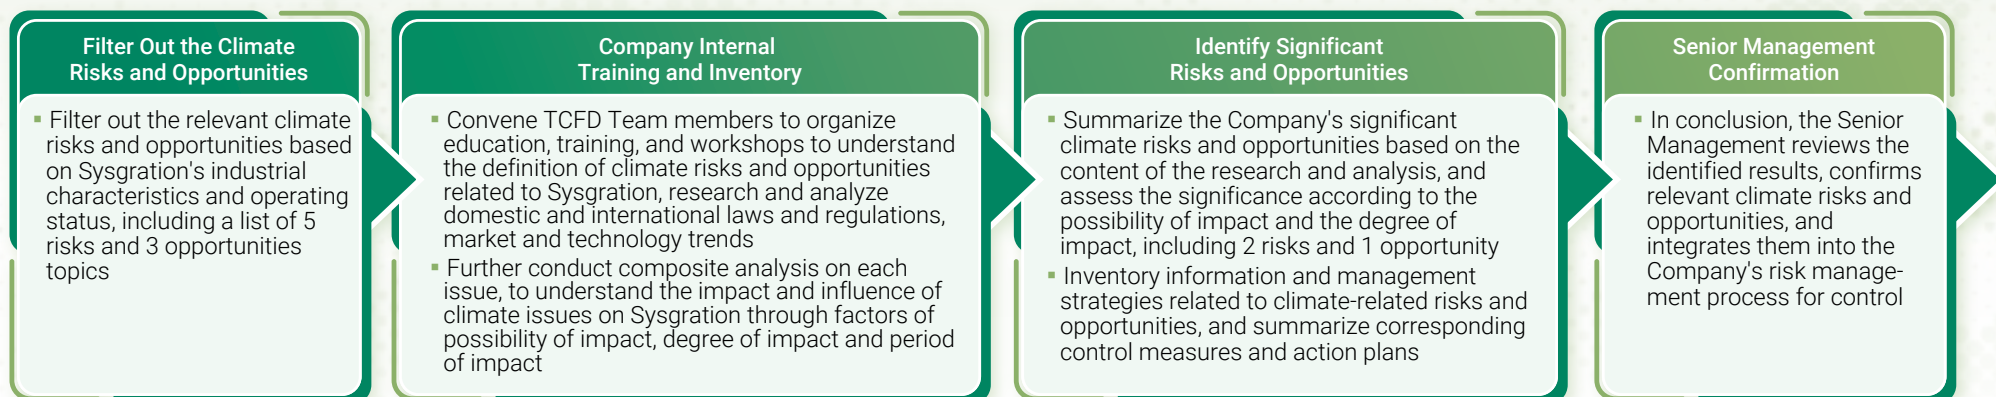 Filter Out the Climate
Risks and Opportunities
▪ Filter out the relevant climate
risks and opportunities based
on Sysgration's industrial
characteristics and operating
status, including a list of 5
risks and 3 opportunities
topics
Company Internal
Training and Inventory
▪ Convene TCFD Team members to organize
education, training, and workshops to understand
the definition of climate risks and opportunities
related to Sysgration, research and analyze
domestic and international laws and regulations,
market and technology trends
▪ Further conduct composite analysis on each
issue, to understand the impact and influence of
climate issues on Sysgration through factors of
possibility of impact, degree of impact and period
of impact
Identify Significant
Risks and Opportunities
▪ Summarize the Company's significant
climate risks and opportunities based on the
content of the research and analysis, and
assess the significance according to the
possibility of impact and the degree of
impact, including 2 risks and 1 opportunity
▪ Inventory information and management
strategies related to climate-related risks and
opportunities, and summarize corresponding
control measures and action plans
Senior Management
Confirmation
▪ In conclusion, the Senior
Management reviews the
identified results, confirms
relevant climate risks and
opportunities, and
integrates them into the
Company's risk manage-
ment process for control